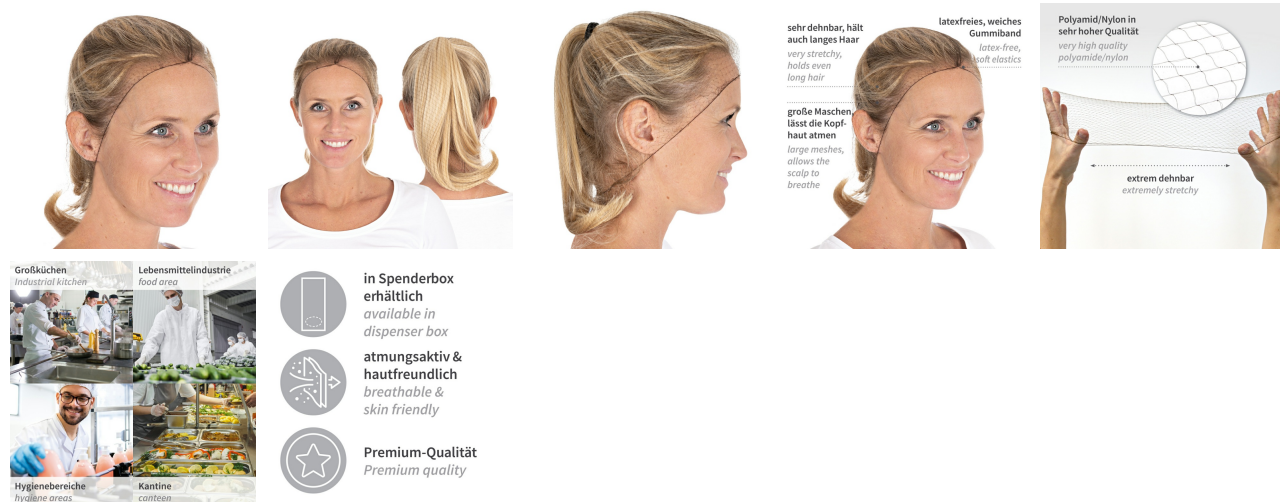 sehr dehnbar, hält
auch langes Haar
very stretchy,
holds even
long hair
latexfreies, weiches
Gummiband
latex-free,
soft elastics
große Maschen,
lässt die Kopf-
haut atmen
large meshes,
allows the
scalp to
breathe
Polyamid/Nylon in
sehr hoher Qualität
very high quality
polyamide/nylon
extrem dehnbar
extremely stretchy
Großküchen
Industrial kitchen
Lebensmittelindustrie
food area
Hygienebereiche
hygiene areas
Kantine
canteen
in Spenderbox
erhältlich
available in
dispenser box
atmungsaktiv &
hautfreundlich
breathable &
skin friendly
Premium-Qualität
Premium quality